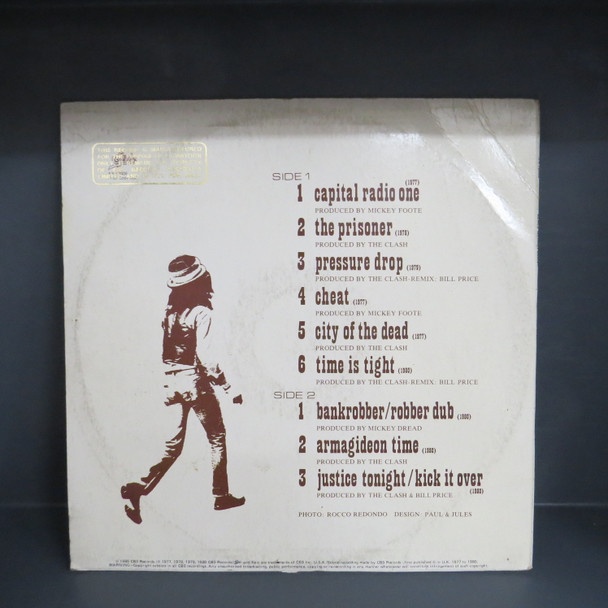 SIDE 1
1 capital radio one (1977)
PRODUCED BY MICKEY FOOTE
2 the prisoner (1978)
PRODUCED BY THE CLASH
3 pressure drop (1979)
PRODUCED BY THE CLASH-REMIX: BILL PRICE
4 cheat (1977)
PRODUCED BY MICKEY FOOTE
5 city of the dead (1977)
PRODUCED BY THE CLASH
6 time is tight (1980)
PRODUCED BY THE CLASH-REMIX: BILL PRICE
SIDE 2
1 bankrobber/robber dub (1980)
PRODUCED BY MICKEY DREAD
2 armagideon time (1980)
PRODUCED BY THE CLASH
3 justice tonight/kick it over (1980)
PRODUCED BY THE CLASH & BILL PRICE
PHOTO: ROCCO REDONDO DESIGN: PAUL & JULES